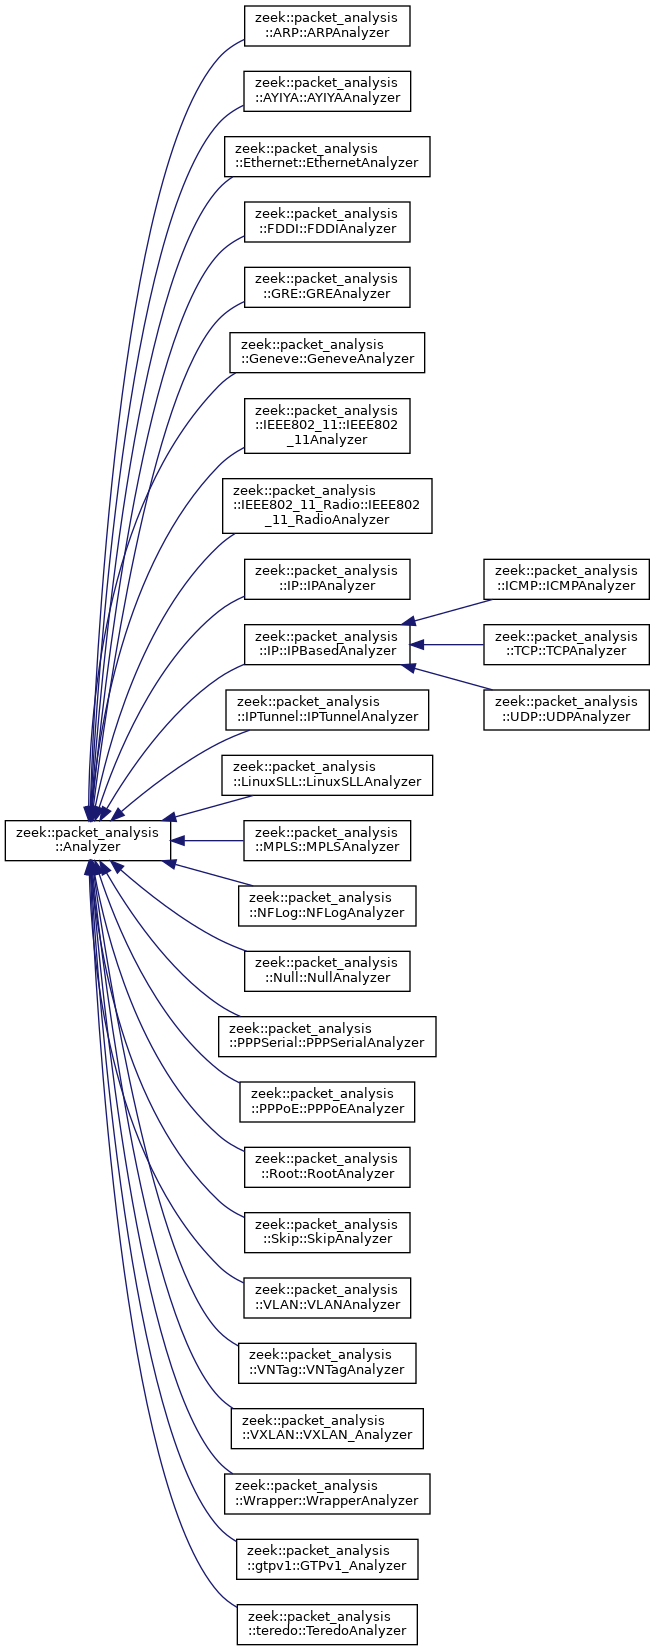 zeek::packet_analysis
::ARP::ARPAnalyzer
zeek::packet_analysis
::AYIYA::AYIYAAnalyzer
zeek::packet_analysis
::Ethernet::EthernetAnalyzer
zeek::packet_analysis
::FDDI::FDDIAnalyzer
zeek::packet_analysis
::GRE::GREAnalyzer
zeek::packet_analysis
::Geneve::GeneveAnalyzer
zeek::packet_analysis
::IEEE802_11::IEEE802
_11Analyzer
zeek::packet_analysis
::IEEE802_11_Radio::IEEE802
_11_RadioAnalyzer
zeek::packet_analysis
::IP::IPAnalyzer
zeek::packet_analysis
::ICMP::ICMPAnalyzer
zeek::packet_analysis
::IP::IPBasedAnalyzer
zeek::packet_analysis
::TCP::TCPAnalyzer
zeek::packet_analysis
::IPTunnel::IPTunnelAnalyzer
zeek::packet_analysis
::UDP::UDPAnalyzer
zeek::packet_analysis
::LinuxSLL::LinuxSLLAnalyzer
zeek::packet_analysis
::Analyzer
zeek::packet_analysis
::MPLS::MPLSAnalyzer
zeek::packet_analysis
::NFLog::NFLogAnalyzer
zeek::packet_analysis
::Null::NullAnalyzer
zeek::packet_analysis
::PPPSerial::PPPSerialAnalyzer
zeek::packet_analysis
::PPPoE::PPPoEAnalyzer
zeek::packet_analysis
::Root::RootAnalyzer
zeek::packet_analysis
::Skip::SkipAnalyzer
zeek::packet_analysis
::VLAN::VLANAnalyzer
zeek::packet_analysis
::VNTag::VNTagAnalyzer
zeek::packet_analysis
::VXLAN::VXLAN_Analyzer
zeek::packet_analysis
::Wrapper::WrapperAnalyzer
zeek::packet_analysis
::gtpv1::GTPv1_Analyzer
zeek::packet_analysis
::teredo::TeredoAnalyzer